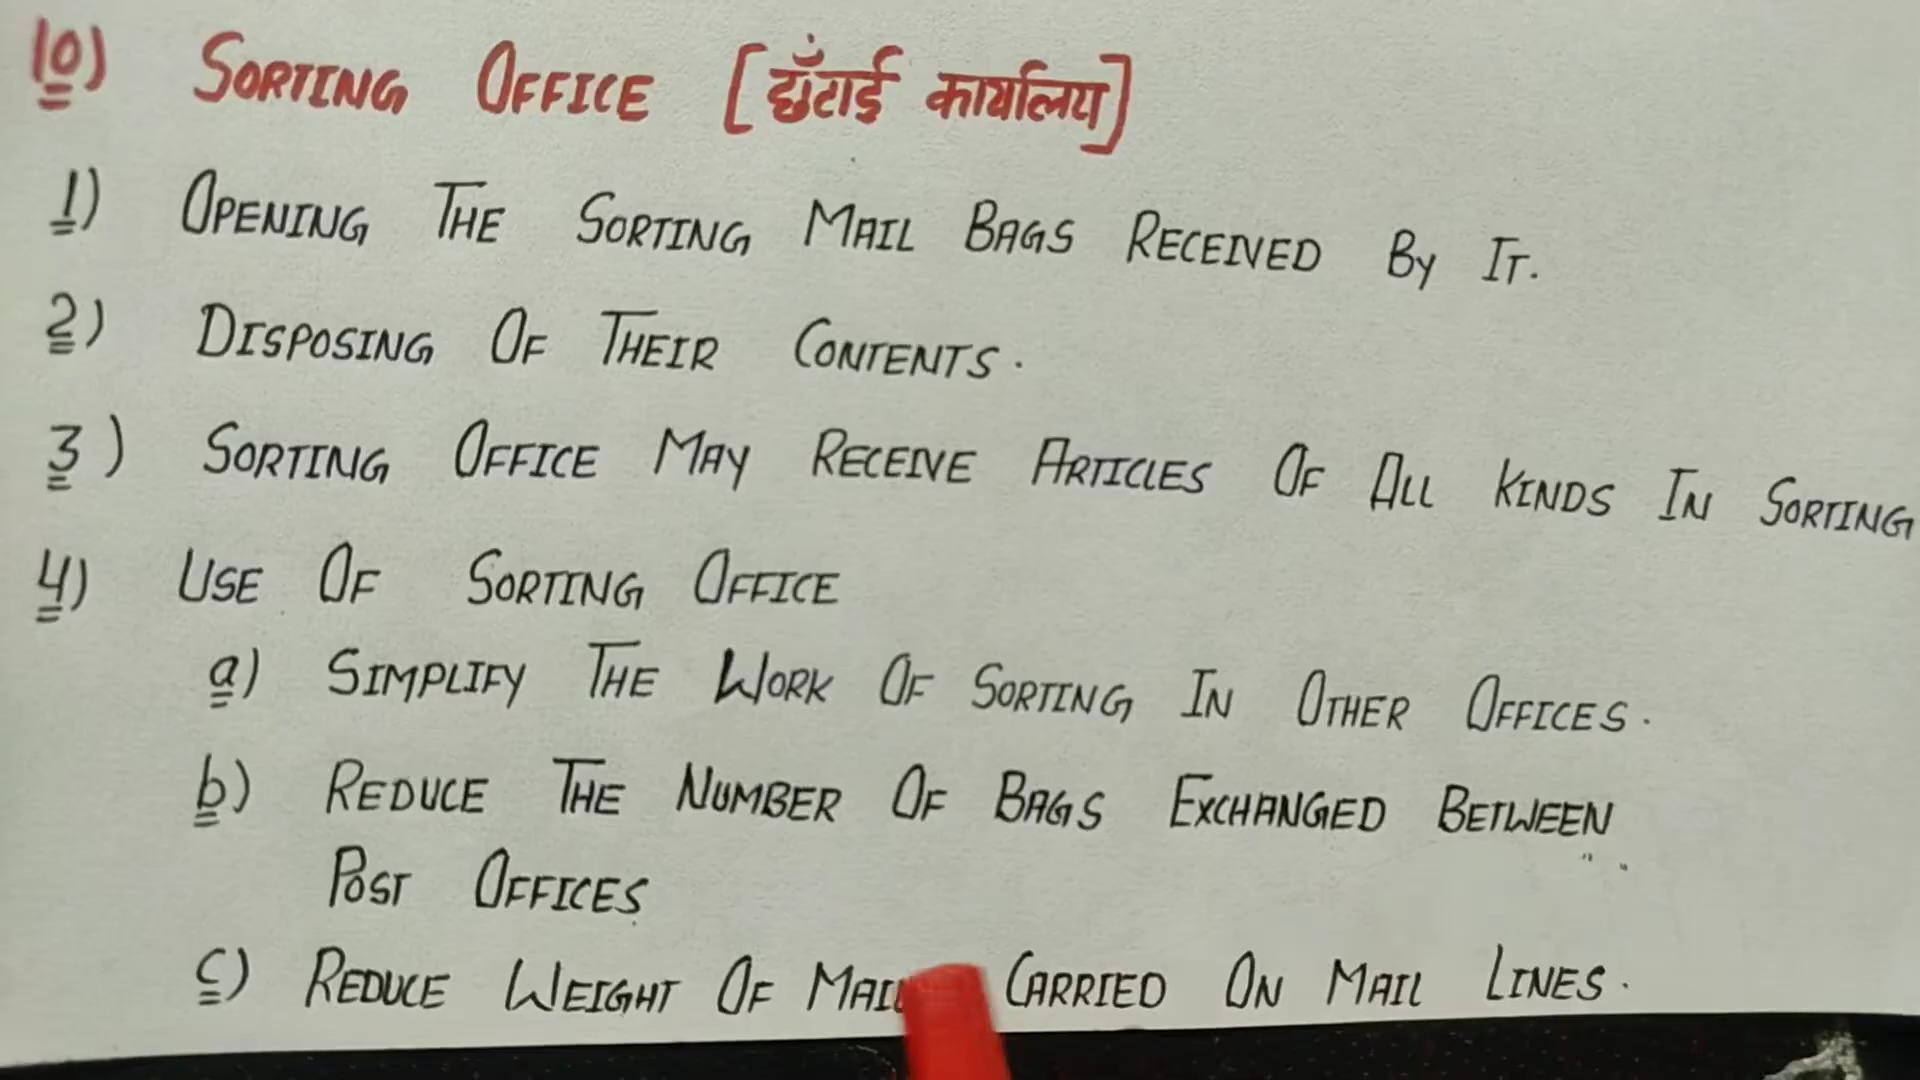 10) SORTING OFFICE [छँटाई कार्यालय]
1) OPENING THE SORTING MAIL BAGS RECEIVED BY IT.
2) DISPOSING OF THEIR CONTENTS.
3) SORTING OFFICE MAY RECEIVE ARTICLES OF ALL KINDS IN SORTING
4) USE OF SORTING OFFICE
a) SIMPLIFY THE WORK OF SORTING IN OTHER OFFICES.
b) REDUCE THE NUMBER OF BAGS EXCHANGED BETWEEN
POST OFFICES
c) REDUCE WEIGHT OF CARRIED ON MAIL LINES.